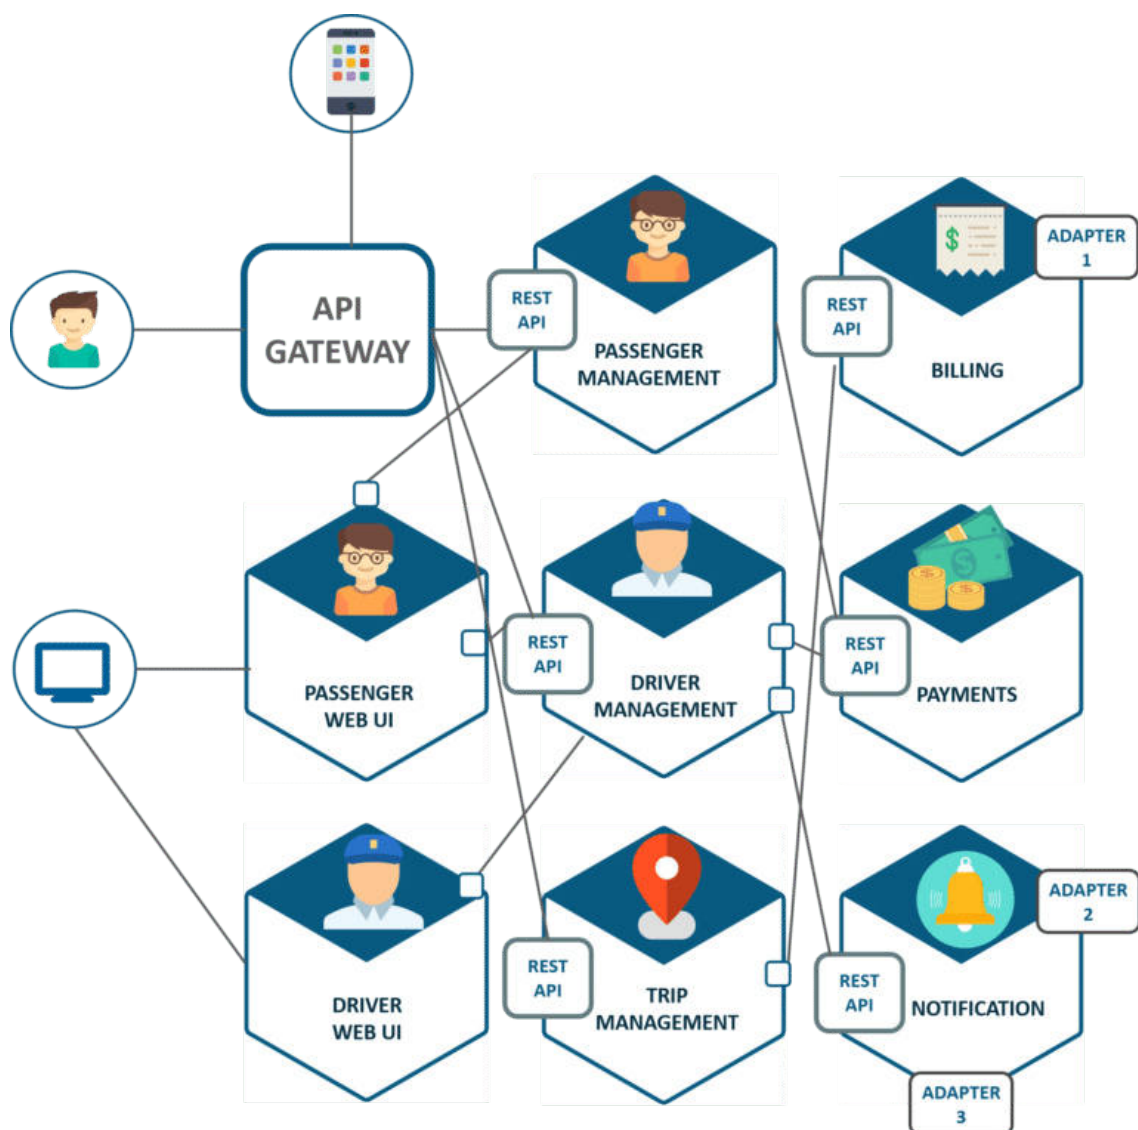 API
GATEWAY
REST
API
PASSENGER
MANAGEMENT
REST
API
BILLING
ADAPTER
1
PASSENGER
WEB UI
REST
API
DRIVER
MANAGEMENT
REST
API
PAYMENTS
DRIVER
WEB UI
REST
API
TRIP
MANAGEMENT
REST
API
NOTIFICATION
ADAPTER
2
ADAPTER
3